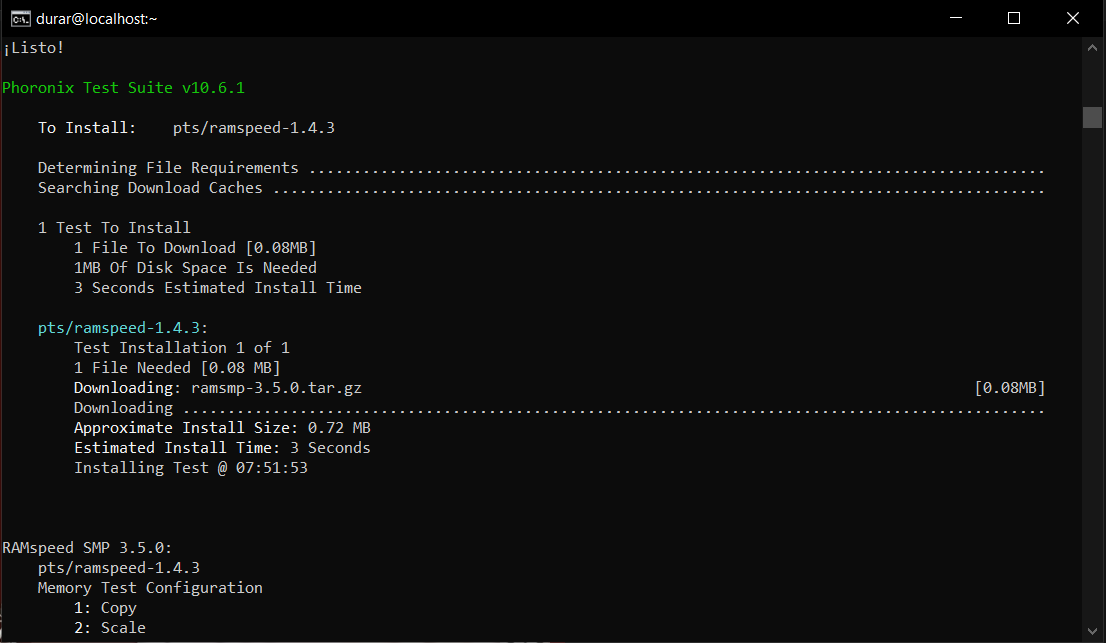 durar@localhost:~
¡Listo!
Phoronix Test Suite v10.6.1
To Install:    pts/ramspeed-1.4.3
Determining File Requirements ..................................................................................
Searching Download Caches ......................................................................................
1 Test To Install
1 File To Download [0.08MB]
1MB Of Disk Space Is Needed
3 Seconds Estimated Install Time
pts/ramspeed-1.4.3:
Test Installation 1 of 1
1 File Needed [0.08 MB]
Downloading: ramsmp-3.5.0.tar.gz [0.08MB]
Downloading ................................................................................................
Approximate Install Size: 0.72 MB
Estimated Install Time: 3 Seconds
Installing Test @ 07:51:53
RAMspeed SMP 3.5.0:
pts/ramspeed-1.4.3
Memory Test Configuration
1: Copy
2: Scale